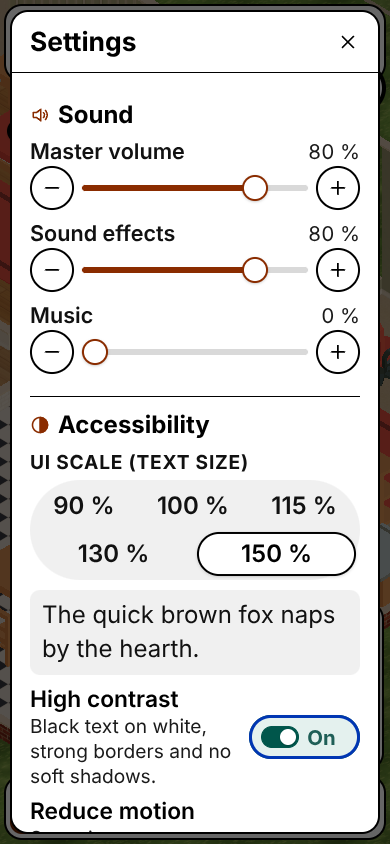 Settings
Sound
Master volume 80 %
Sound effects 80 %
Music 0 %
Accessibility
UI SCALE (TEXT SIZE)
90 % 100 % 115 %
130 % 150 %
The quick brown fox naps
by the hearth.
High contrast
Black text on white,
strong borders and no
soft shadows.
On
Reduce motion